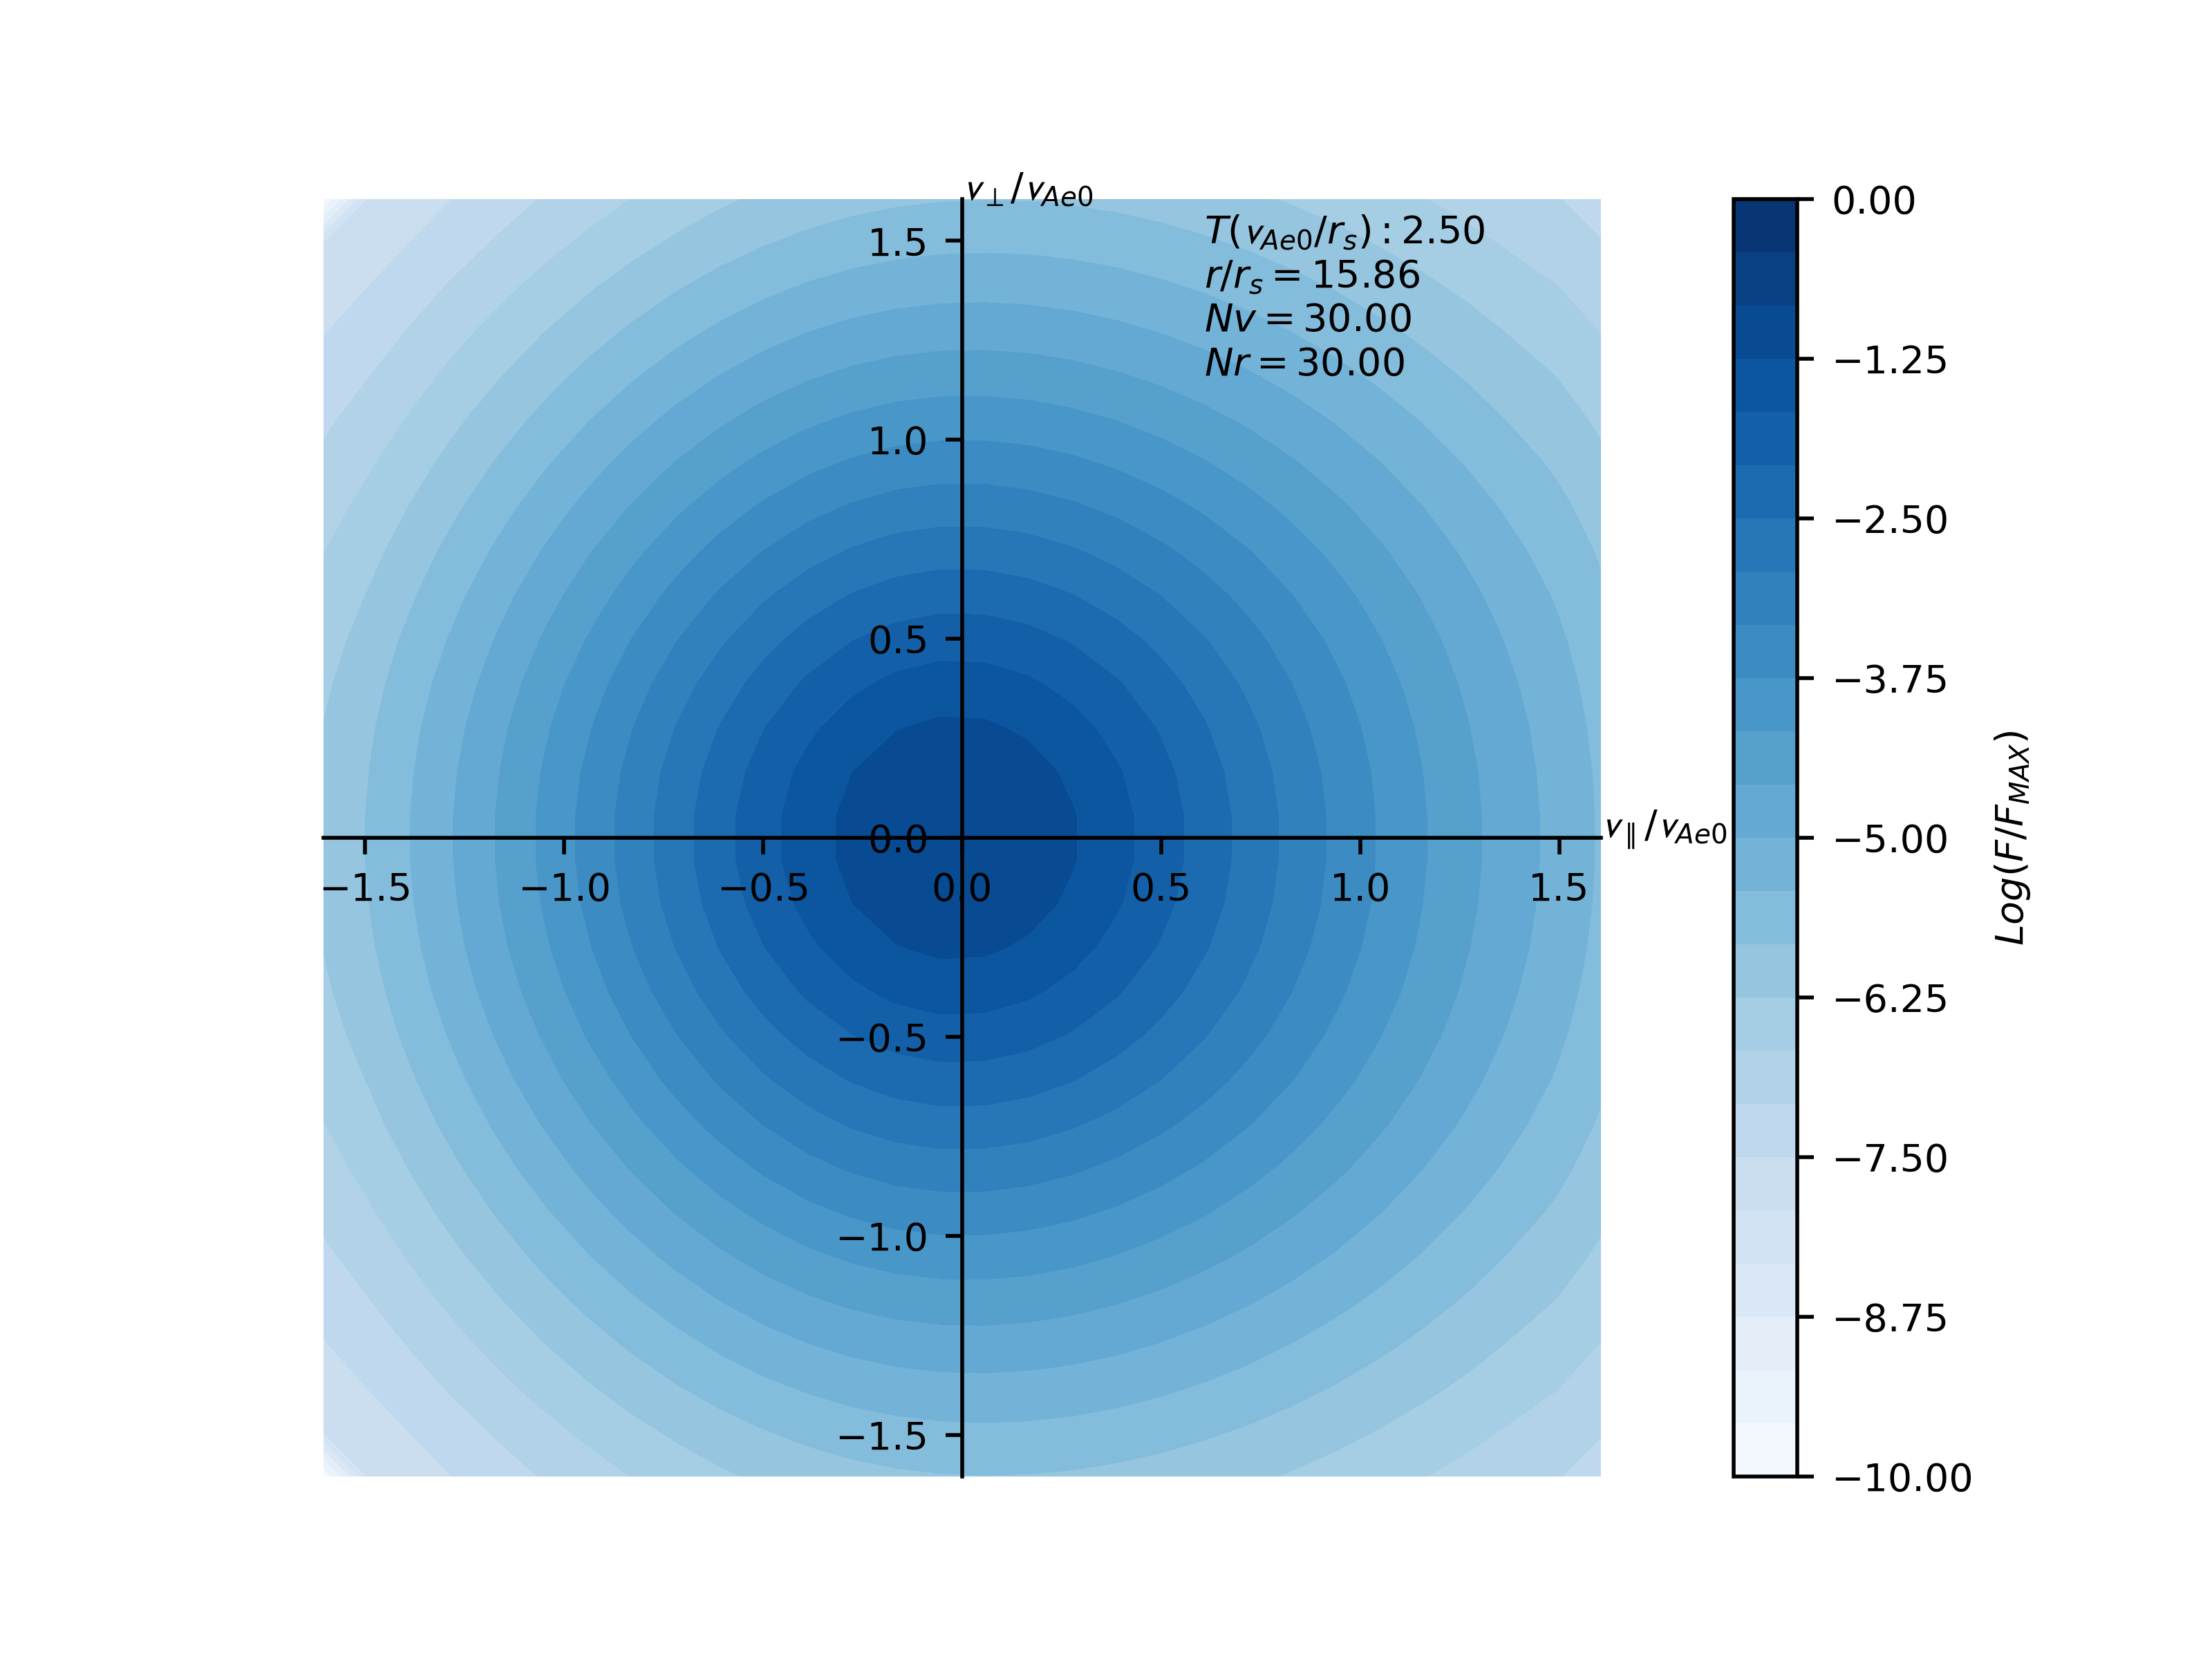 v⊥/vAe0
T(vAe0/rs) : 2.50
r/rs = 15.86
Nv = 30.00
Nr = 30.00
1.5
1.0
0.5
0.0
v∥/vAe0
−1.5 −1.0 −0.5 0.0 0.5 1.0 1.5
−0.5
−1.0
−1.5
0.00
−1.25
−2.50
−3.75
−5.00
−6.25
−7.50
−8.75
−10.00
Log(F/FMAX)